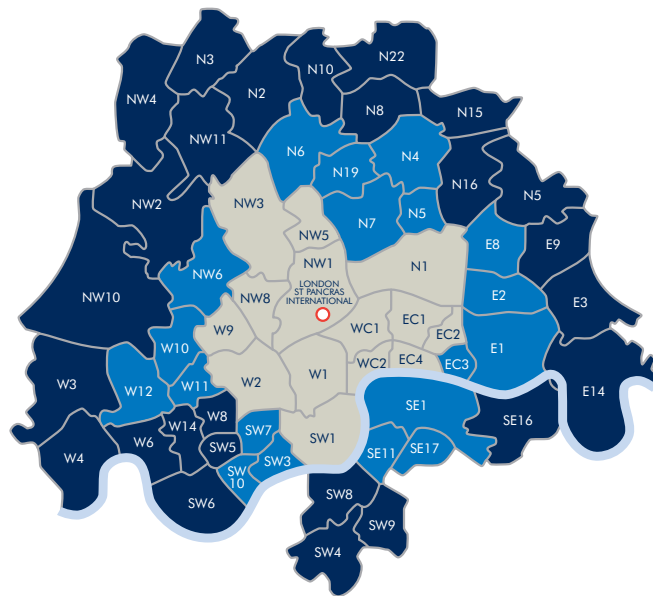 N3
N10
N22
NW4
N2
N8
N15
NW11
N6
N4
N19
N16
NW2
NW3
N5
N7
N5
NW5
E8
E9
NW6
NW1
N1
NW10
LONDON
ST PANCRAS
INTERNATIONAL
NW8
E2
E3
W9
WC1
EC1
EC2
W10
E1
W3
W12
W11
W2
W1
WC2
EC4
EC3
E14
W4
W6
W14
W8
SW5
SW7
SW1
SE1
SE16
SW3
SW
10
SE11
SE17
SW6
SW8
SW9
SW4